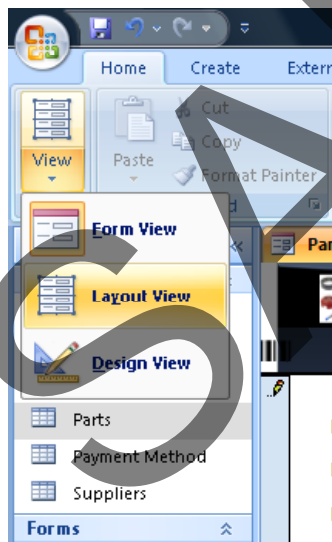 Home Create Extern
Cut
Copy
View Paste Format Painter
Form View
Par
Layout View
Design View
Parts
Payment Method
Suppliers
Forms